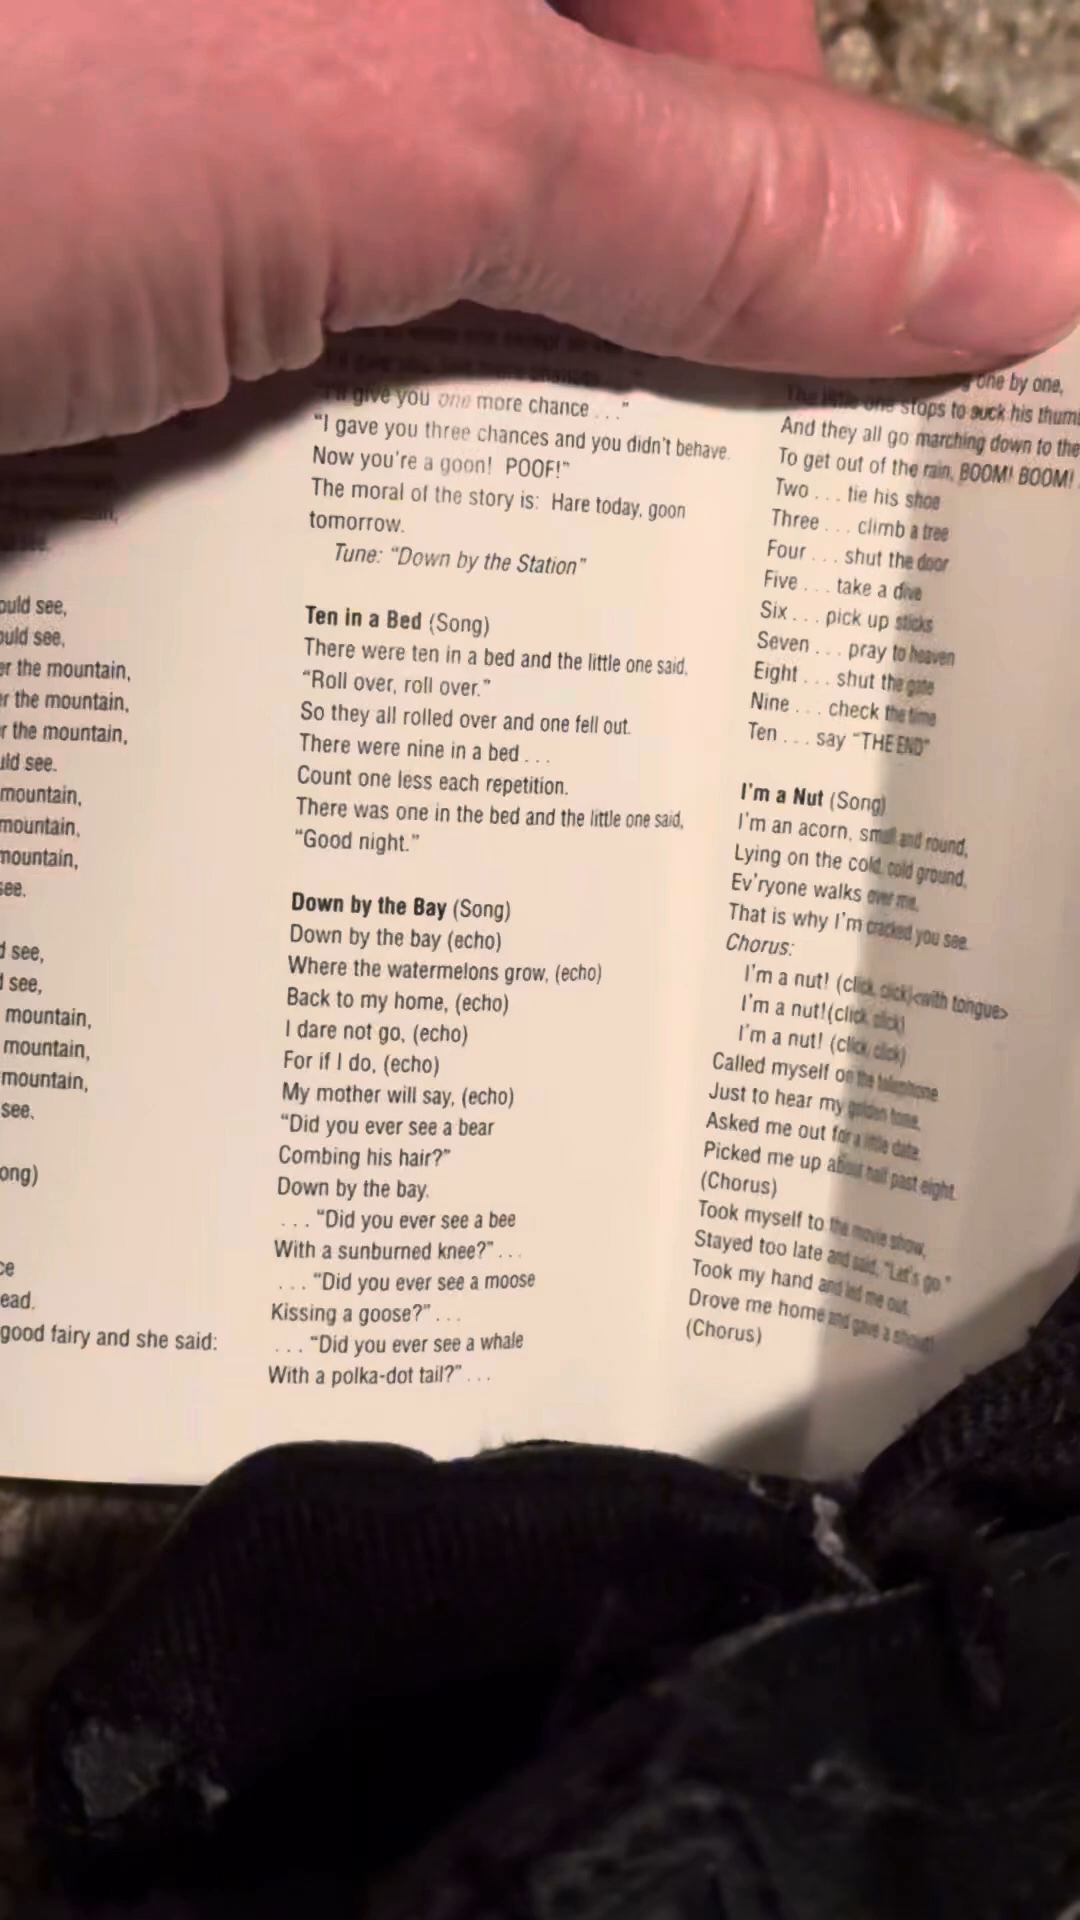 ould see,
ould see,
er the mountain,
r the mountain,
r the mountain,
uld see.
mountain,
mountain,
mountain,
see.
d see,
d see,
mountain,
mountain,
mountain,
see.
ong)
ce
ead.
good fairy and she said:
give you one more chance . . ."
"I gave you three chances and you didn't behave.
Now you're a goon! POOF!"
The moral of the story is: Hare today, goon
tomorrow.
Tune: "Down by the Station"
Ten in a Bed (Song)
There were ten in a bed and the little one said,
"Roll over, roll over."
So they all rolled over and one fell out.
There were nine in a bed . . .
Count one less each repetition.
There was one in the bed and the little one said,
"Good night."
Down by the Bay (Song)
Down by the bay (echo)
Where the watermelons grow, (echo)
Back to my home, (echo)
I dare not go, (echo)
For if I do, (echo)
My mother will say, (echo)
"Did you ever see a bear
Combing his hair?"
Down by the bay.
. . . "Did you ever see a bee
With a sunburned knee?" . . .
. . . "Did you ever see a moose
Kissing a goose?" . . .
. . . "Did you ever see a whale
With a polka-dot tail?" . . .
one by one,
The little one stops to suck his thumb
And they all go marching down to the
To get out of the rain, BOOM! BOOM!
Two . . . tie his shoe
Three . . . climb a tree
Four . . . shut the door
Five . . . take a dive
Six . . . pick up sticks
Seven . . . pray to heaven
Eight . . . shut the gate
Nine . . . check the time
Ten . . . say "THE END"
I'm a Nut (Song)
I'm an acorn, small and round,
Lying on the cold, cold ground,
Ev'ryone walks over me,
That is why I'm cracked you see.
Chorus:
I'm a nut! (click, click)<with tongue>
I'm a nut!(click, click)
I'm a nut! (click, click)
Called myself on the telephone
Just to hear my golden tone,
Asked me out for a little date,
Picked me up about half past eight.
(Chorus)
Took myself to the movie show,
Stayed too late and said, "Let's go."
Took my hand and led me out,
Drove me home and gave a shout!
(Chorus)